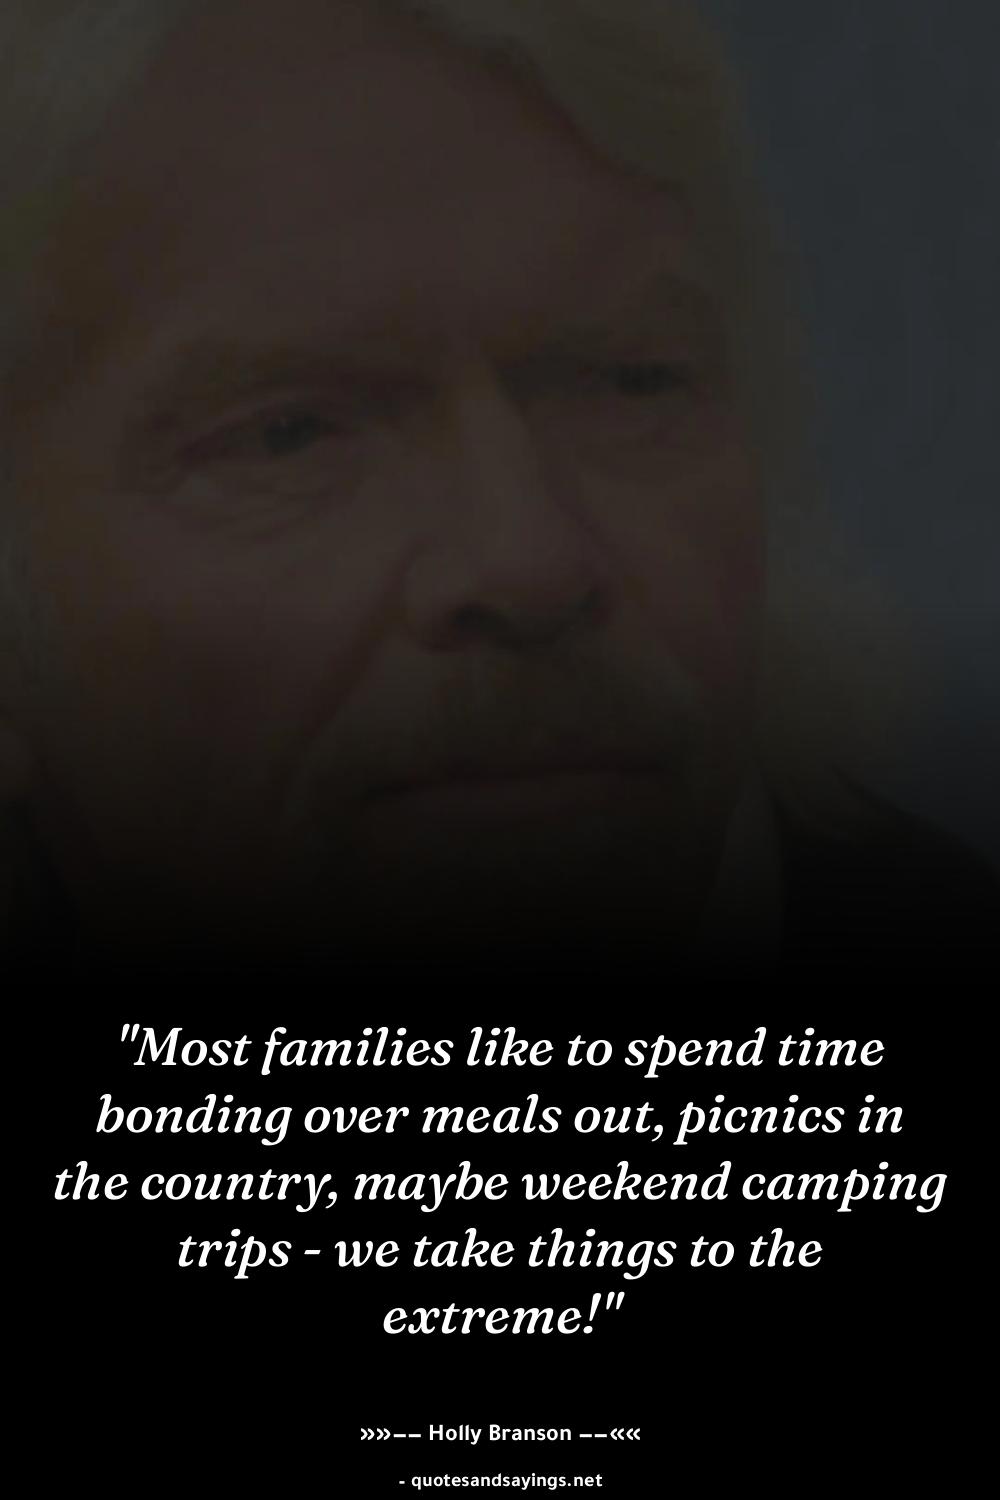 "Most families like to spend time
bonding over meals out, picnics in
the country, maybe weekend camping
trips - we take things to the
extreme!"
»»–– Holly Branson ––««
- quotesandsayings.net